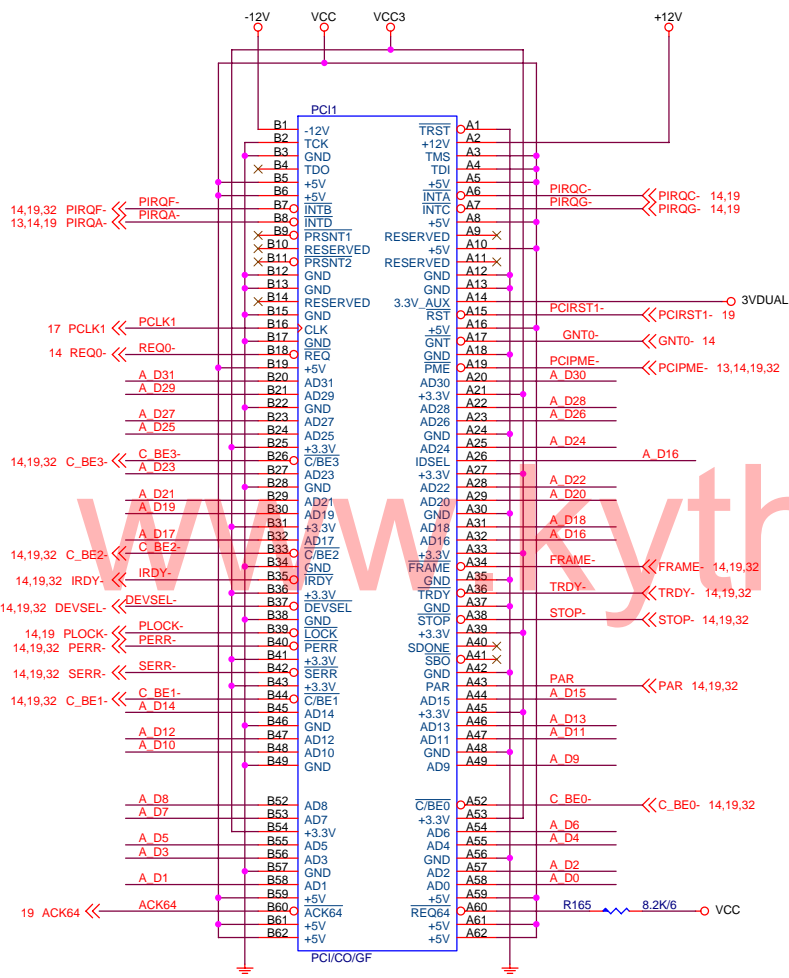 -12V VCC VCC3 +12V
PCI1
B1 -12V TRST A1
B2 TCK +12V A2
B3 GND TMS A3
B4 TDO TDI A4
B5 +5V +5V A5
B6 +5V INTA A6 PIRQC- PIRQC- 14,19
14,19,32 PIRQF- PIRQF- B7 INTB INTC A7 PIRQG- PIRQG- 14,19
13,14,19 PIRQA- PIRQA- B8 INTD +5V A8
B9 PRSNT1 RESERVED A9
B10 RESERVED +5V A10
B11 PRSNT2 RESERVED A11
B12 GND GND A12
B13 GND GND A13
B14 RESERVED 3.3V_AUX A14 3VDUAL
B15 GND RST A15 PCIRST1- PCIRST1- 19
17 PCLK1 PCLK1 B16 CLK +5V A16
B17 GND GNT A17 GNT0- GNT0- 14
14 REQ0- REQ0- B18 REQ GND A18
B19 +5V PME A19 PCIPME- PCIPME- 13,14,19,32
A_D31 B20 AD31 AD30 A20 A_D30
A_D29 B21 AD29 +3.3V A21
B22 GND AD28 A22 A_D28
A_D27 B23 AD27 AD26 A23 A_D26
A_D25 B24 AD25 GND A24
B25 +3.3V AD24 A25 A_D24
14,19,32 C_BE3- C_BE3- B26 C/BE3 IDSEL A26 A_D16
A_D23 B27 AD23 +3.3V A27
B28 GND AD22 A28 A_D22
A_D21 B29 AD21 AD20 A29 A_D20
A_D19 B30 AD19 GND A30
B31 +3.3V AD18 A31 A_D18
A_D17 B32 AD17 AD16 A32 A_D16
14,19,32 C_BE2- C_BE2- B33 C/BE2 +3.3V A33
B34 GND FRAME A34 FRAME- FRAME- 14,19,32
14,19,32 IRDY- IRDY- B35 IRDY GND A35
B36 +3.3V TRDY A36 TRDY- TRDY- 14,19,32
14,19,32 DEVSEL- DEVSEL- B37 DEVSEL GND A37
B38 GND STOP A38 STOP- STOP- 14,19,32
14,19 PLOCK- PLOCK- B39 LOCK +3.3V A39
14,19,32 PERR- PERR- B40 PERR SDONE A40
B41 +3.3V SBO A41
14,19,32 SERR- SERR- B42 SERR GND A42
B43 +3.3V PAR A43 PAR PAR 14,19,32
14,19,32 C_BE1- C_BE1- B44 C/BE1 AD15 A44 A_D15
A_D14 B45 AD14 +3.3V A45
B46 GND AD13 A46 A_D13
A_D12 B47 AD12 AD11 A47 A_D11
A_D10 B48 AD10 GND A48
B49 GND AD9 A49 A_D9
A_D8 B52 AD8 C/BE0 A52 C_BE0- C_BE0- 14,19,32
A_D7 B53 AD7 +3.3V A53
B54 +3.3V AD6 A54 A_D6
A_D5 B55 AD5 AD4 A55 A_D4
A_D3 B56 AD3 GND A56
B57 GND AD2 A57 A_D2
A_D1 B58 AD1 AD0 A58 A_D0
B59 +5V +5V A59
19 ACK64 ACK64 B60 ACK64 REQ64 A60 R165 8.2K/6 VCC
B61 +5V +5V A61
B62 +5V +5V A62
PCI/CO/GF
www.kyth